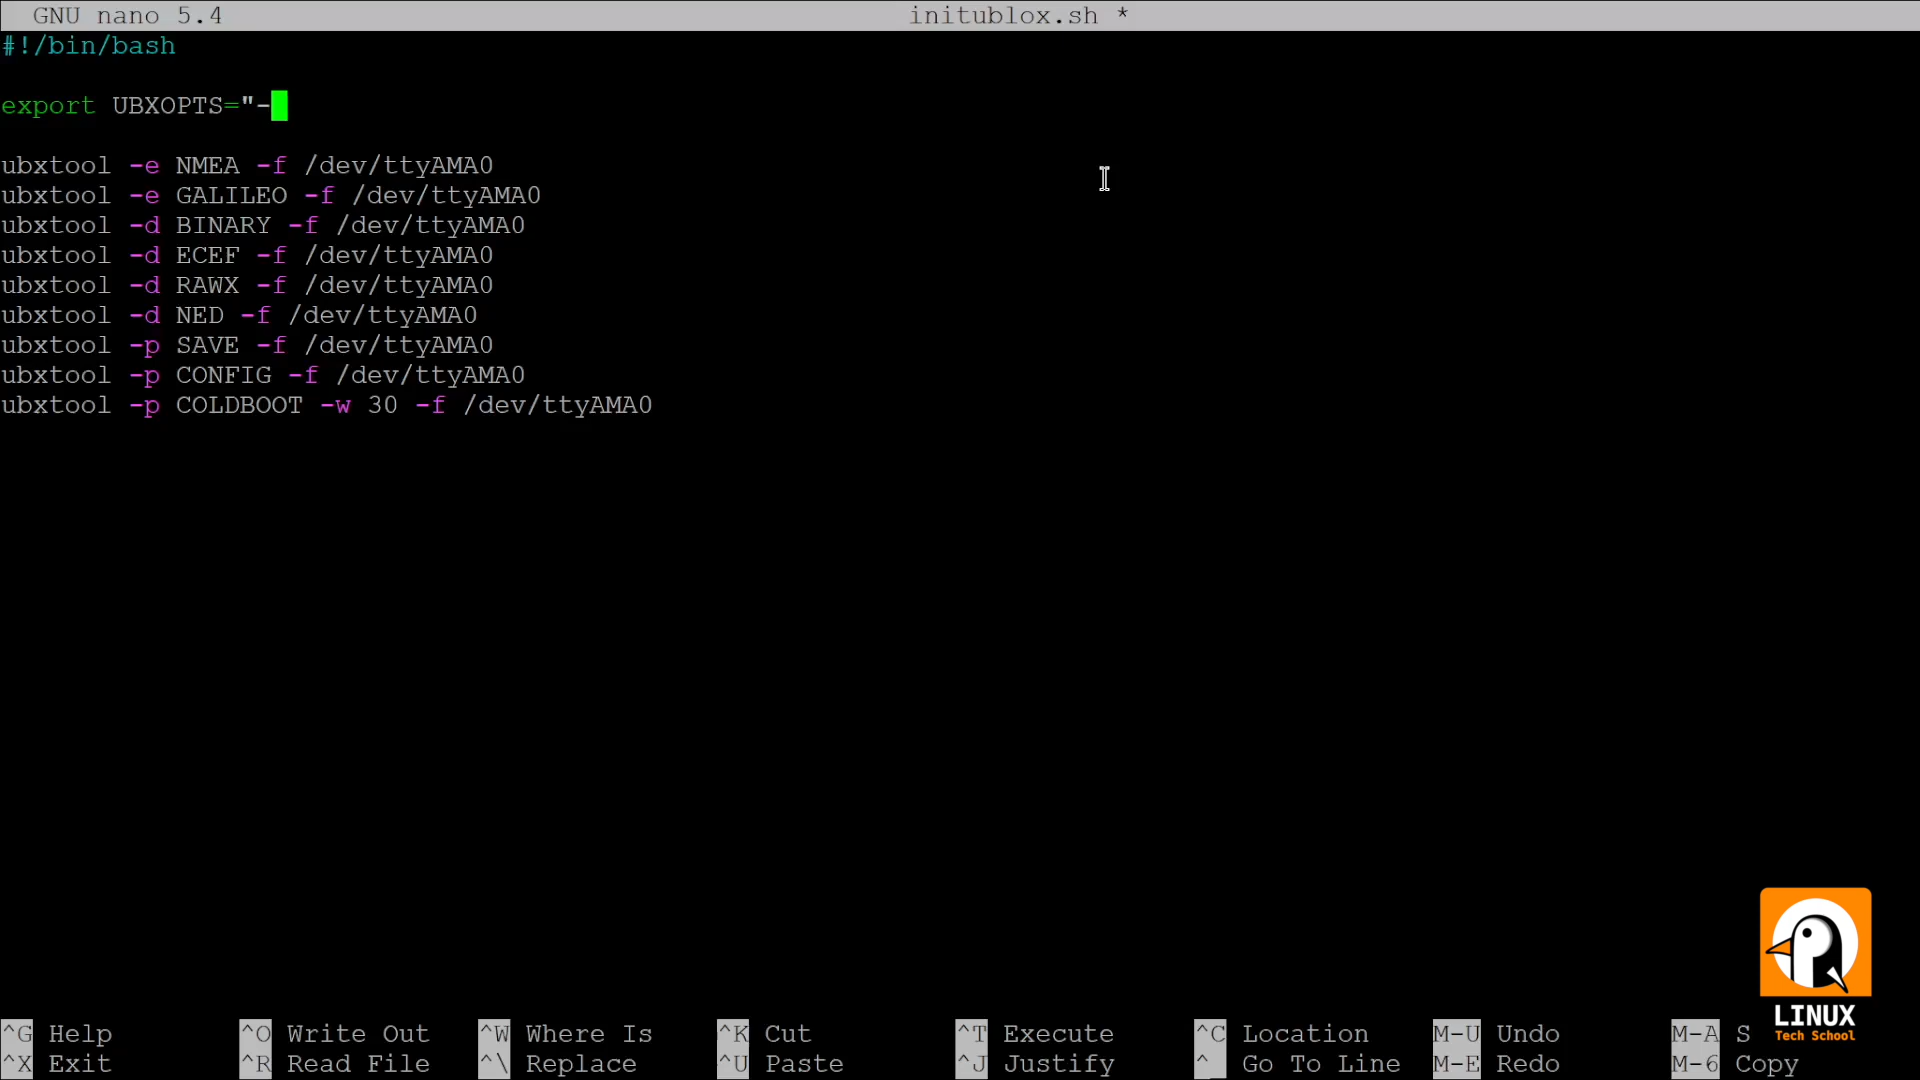 GNU nano 5.4 initublox.sh *
#!/bin/bash
export UBXOPTS="-
ubxtool -e NMEA -f /dev/ttyAMA0
ubxtool -e GALILEO -f /dev/ttyAMA0
ubxtool -d BINARY -f /dev/ttyAMA0
ubxtool -d ECEF -f /dev/ttyAMA0
ubxtool -d RAWX -f /dev/ttyAMA0
ubxtool -d NED -f /dev/ttyAMA0
ubxtool -p SAVE -f /dev/ttyAMA0
ubxtool -p CONFIG -f /dev/ttyAMA0
ubxtool -p COLDBOOT -w 30 -f /dev/ttyAMA0
LINUX
Tech School
^G Help ^O Write Out ^W Where Is ^K Cut ^T Execute ^C Location M-U Undo M-A S
^X Exit ^R Read File ^\ Replace ^U Paste ^J Justify ^_ Go To Line M-E Redo M-6 Copy